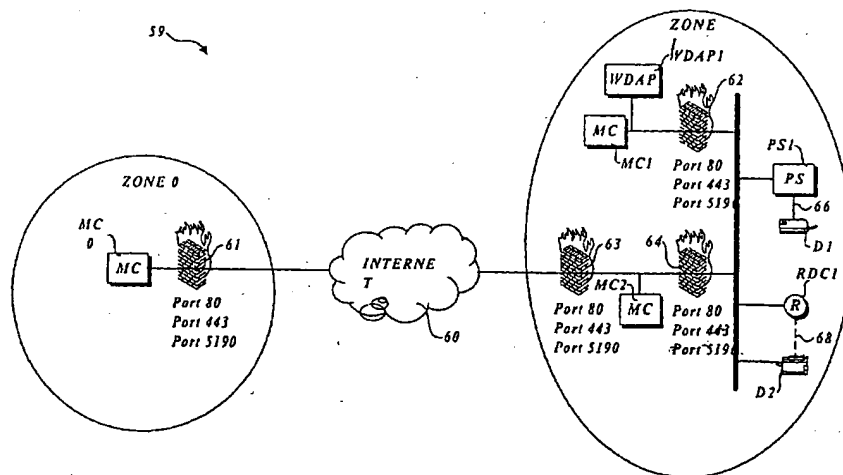 59
ZONE 0
MC
0
MC
61
Port 80
Port 443
Port 5190
INTERNE
T
60
ZONE
WDAP1
WDAP
62
MC
MC1
Port 80
Port 443
Port 519
PS1
PS
66
D1
63
64
MC2
MC
Port 80
Port 443
Port 5190
Port 80
Port 443
Port 519
RDC1
R
68
D2